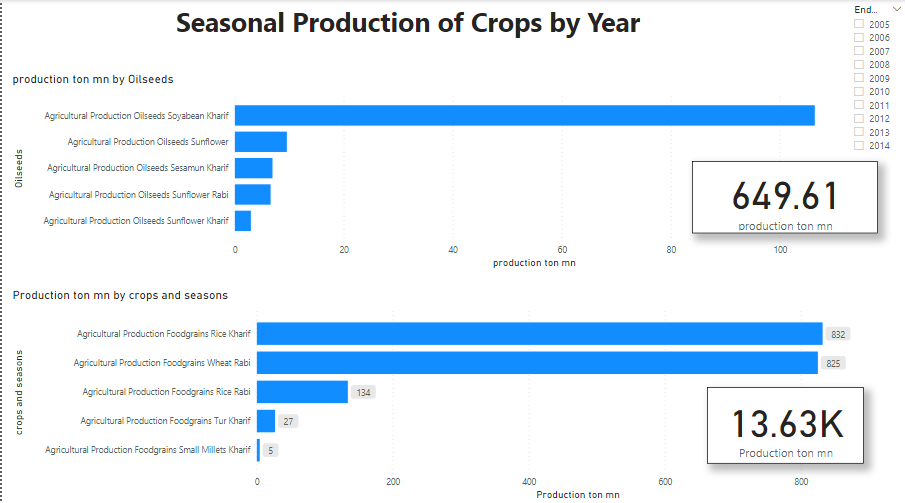 Seasonal Production of Crops by Year
End...
2005
2006
2007
2008
2009
2010
2011
2012
2013
2014
production ton mn by Oilseeds
Oilseeds
Agricultural Production Oilseeds Soyabean Kharif
Agricultural Production Oilseeds Sunflower
Agricultural Production Oilseeds Sesamun Kharif
Agricultural Production Oilseeds Sunflower Rabi
Agricultural Production Oilseeds Sunflower Kharif
0 20 40 60 80 100
production ton mn
649.61
production ton mn
Production ton mn by crops and seasons
crops and seasons
Agricultural Production Foodgrains Rice Kharif 832
Agricultural Production Foodgrains Wheat Rabi 825
Agricultural Production Foodgrains Rice Rabi 134
Agricultural Production Foodgrains Tur Kharif 27
Agricultural Production Foodgrains Small Millets Kharif 5
0 200 400 600 800
Production ton mn
13.63K
Production ton mn